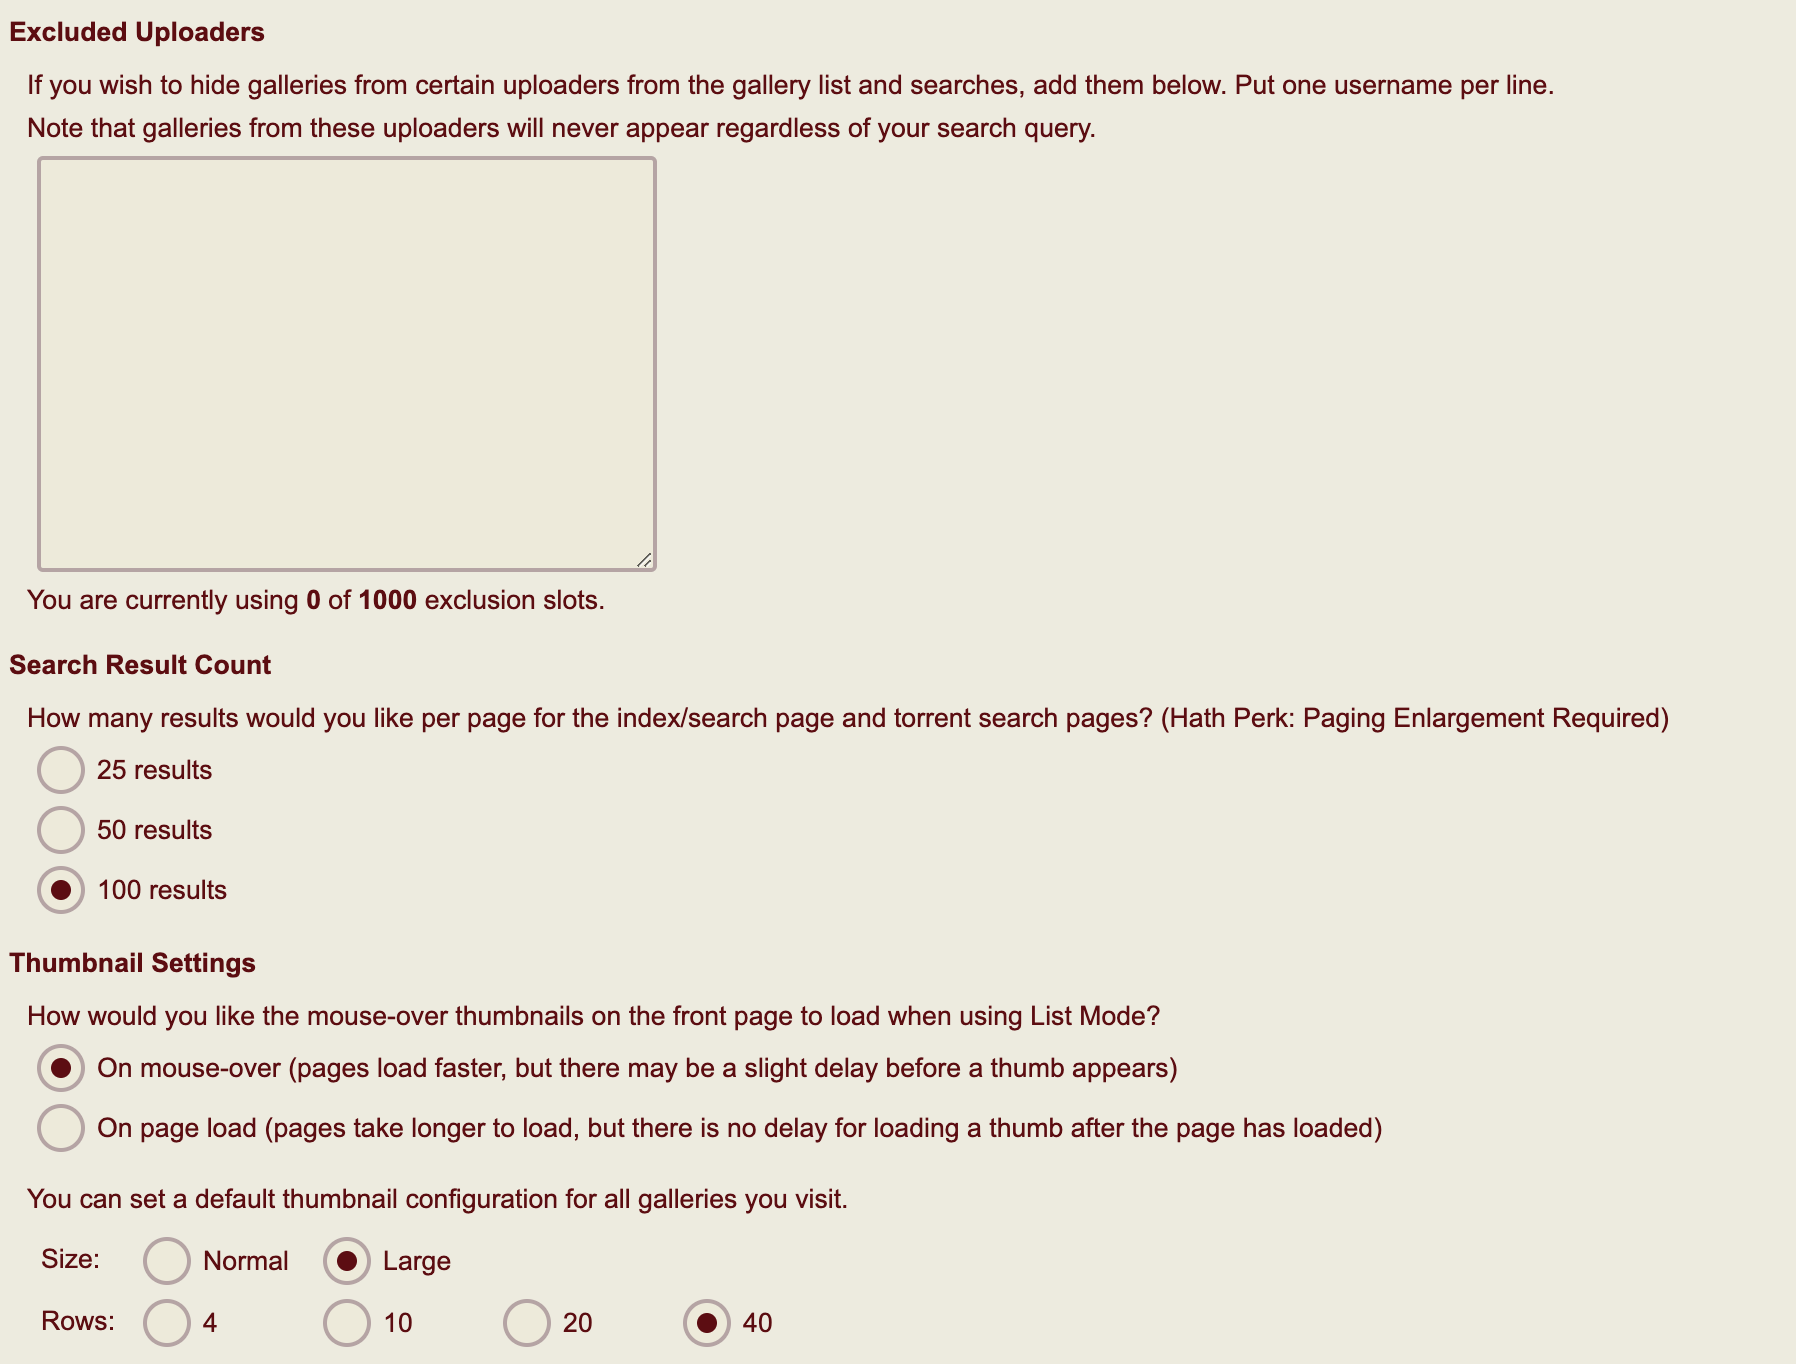 Excluded Uploaders
If you wish to hide galleries from certain uploaders from the gallery list and searches, add them below. Put one username per line.
Note that galleries from these uploaders will never appear regardless of your search query.
You are currently using 0 of 1000 exclusion slots.
Search Result Count
How many results would you like per page for the index/search page and torrent search pages? (Hath Perk: Paging Enlargement Required)
25 results
50 results
100 results
Thumbnail Settings
How would you like the mouse-over thumbnails on the front page to load when using List Mode?
On mouse-over (pages load faster, but there may be a slight delay before a thumb appears)
On page load (pages take longer to load, but there is no delay for loading a thumb after the page has loaded)
You can set a default thumbnail configuration for all galleries you visit.
Size: Normal Large
Rows: 4 10 20 40